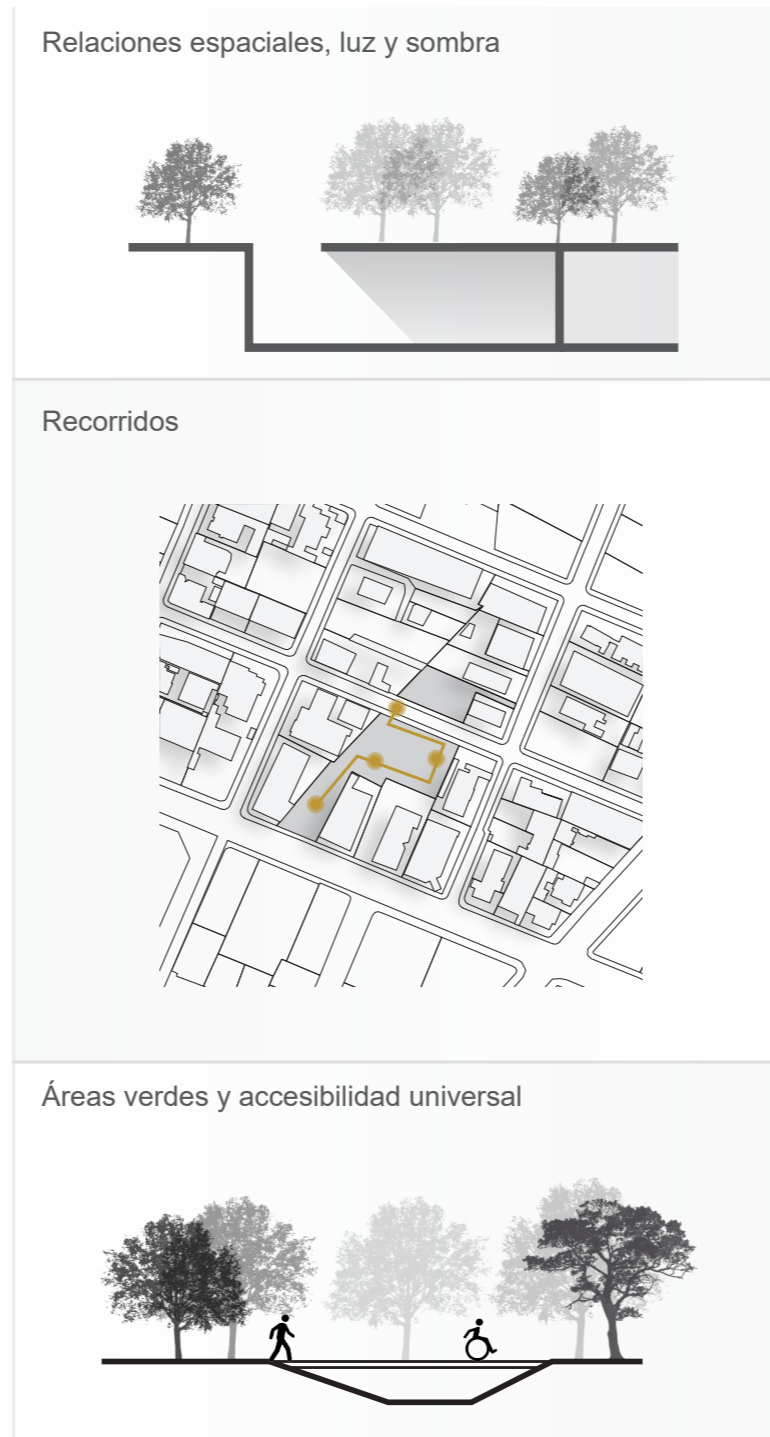 Relaciones espaciales, luz y sombra
Recorridos
Áreas verdes y accesibilidad universal